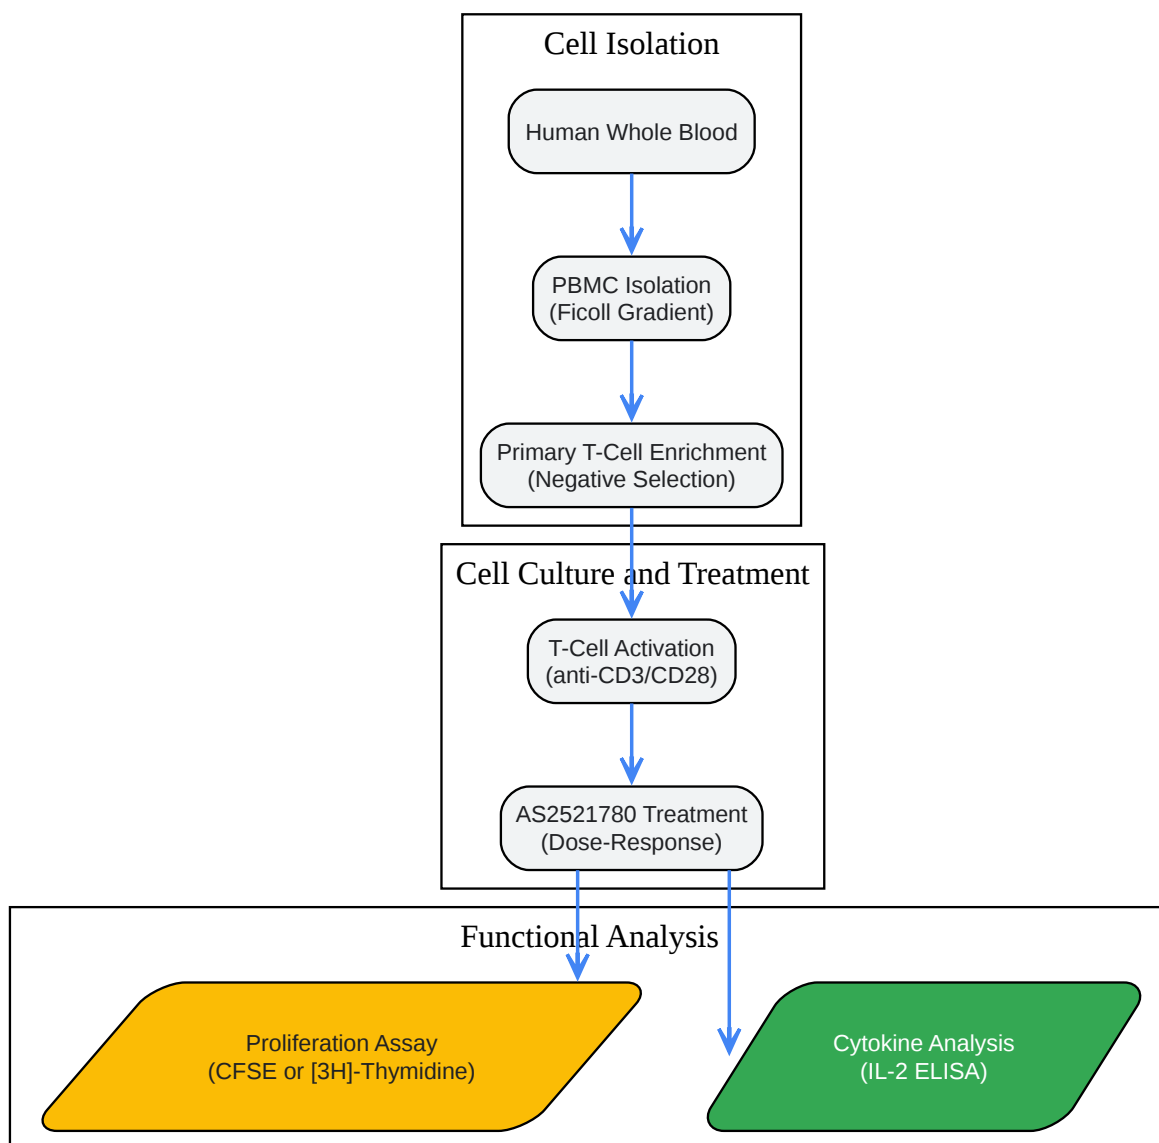 Cell Isolation
Human Whole Blood
PBMC Isolation
(Ficoll Gradient)
Primary T-Cell Enrichment
(Negative Selection)
Cell Culture and Treatment
T-Cell Activation
(anti-CD3/CD28)
AS2521780 Treatment
(Dose-Response)
Functional Analysis
Proliferation Assay
(CFSE or [3H]-Thymidine)
Cytokine Analysis
(IL-2 ELISA)